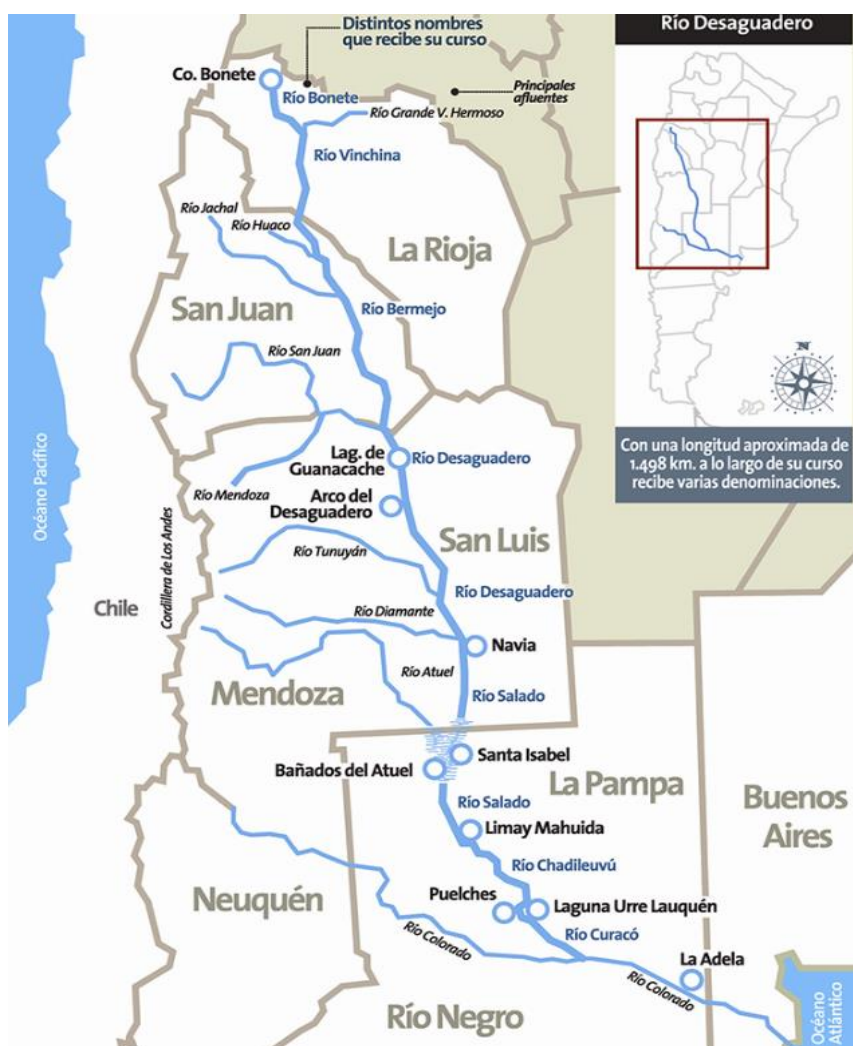 Río Desaguadero
Distintos nombres
que recibe su curso
Co. Bonete
Río Bonete
Principales
afluentes
Río Grande V. Hermoso
Río Vinchina
Río Jachal
Río Huaco
La Rioja
San Juan
Río Bermejo
N
Río San Juan
Con una longitud aproximada de
1.498 km. a lo largo de su curso
recibe varias denominaciones.
Lag. de
Guanacache
Río Desaguadero
Río Mendoza
Arco del
Desaguadero
Océano Pacífico
Cordillera de Los Andes
San Luis
Río Tunuyán
Río Desaguadero
Chile
Río Diamante
Navia
Río Atuel
Mendoza
Río Salado
Santa Isabel
Bañados del Atuel
La Pampa
Río Salado
Buenos
Aires
Limay Mahuida
Río Chadileuvú
Neuquén
Puelches
Laguna Urre Lauquén
Río Curacó
Río Colorado
La Adela
Río Colorado
Río Negro
Océano
Atlántico